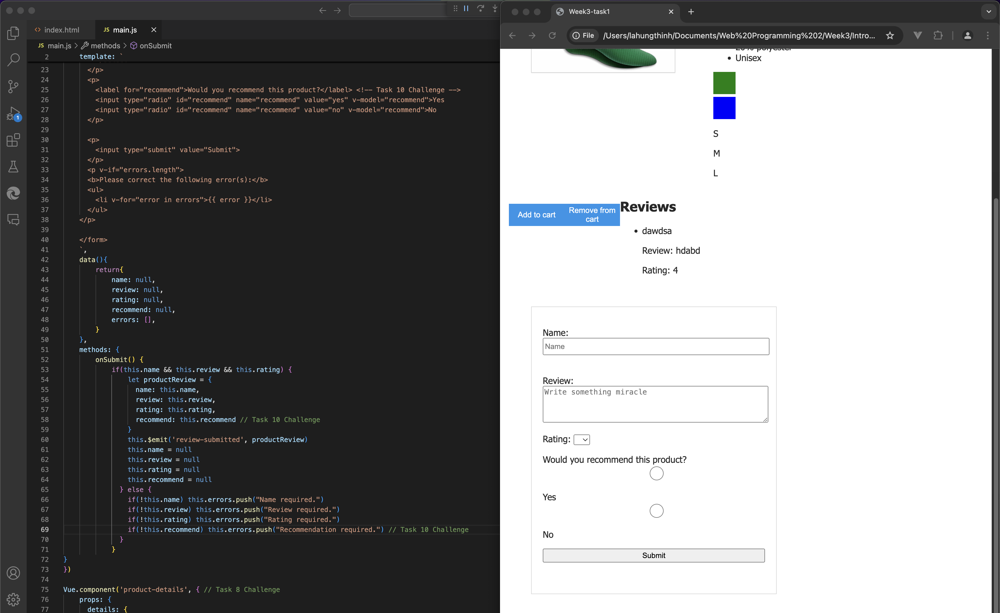 index.html
JS main.js
JS main.js > methods > onSubmit
2 template: `
23 </p>
24 <p>
25 <label for="recommend">Would you recommend this product?</label> <!-- Task 10 Challenge -->
26 <input type="radio" id="recommend" name="recommend" value="yes" v-model="recommend">Yes
27 <input type="radio" id="recommend" name="recommend" value="no" v-model="recommend">No
28 </p>
29
30 <p>
31 <input type="submit" value="Submit">
32 </p>
33 <p v-if="errors.length">
34 <b>Please correct the following error(s):</b>
35 <ul>
36 <li v-for="error in errors">{{ error }}</li>
37 </ul>
38 </p>
39
40 </form>
41 `,
42 data(){
43 return{
44 name: null,
45 review: null,
46 rating: null,
47 recommend: null,
48 errors: [],
49 }
50 },
51 methods: {
52 onSubmit() {
53 if(this.name && this.review && this.rating) {
54 let productReview = {
55 name: this.name,
56 review: this.review,
57 rating: this.rating,
58 recommend: this.recommend // Task 10 Challenge
59 }
60 this.$emit('review-submitted', productReview)
61 this.name = null
62 this.review = null
63 this.rating = null
64 this.recommend = null
65 } else {
66 if(!this.name) this.errors.push("Name required.")
67 if(!this.review) this.errors.push("Review required.")
68 if(!this.rating) this.errors.push("Rating required.")
69 if(!this.recommend) this.errors.push("Recommendation required.") // Task 10 Challenge
70 }
71 }
72 }
73 })
74
75 Vue.component('product-details', { // Task 8 Challenge
76 props: {
77 details: {
1
Week3-task1
File /Users/lahungthinh/Documents/Web%20Programming%202/Week3/Intro...
20% polyester
Unisex
S
M
L
Add to cart
Remove from
cart
Reviews
dawdsa
Review: hdabd
Rating: 4
Name:
Name
Review:
Write something miracle
Rating:
Would you recommend this product?
Yes
No
Submit